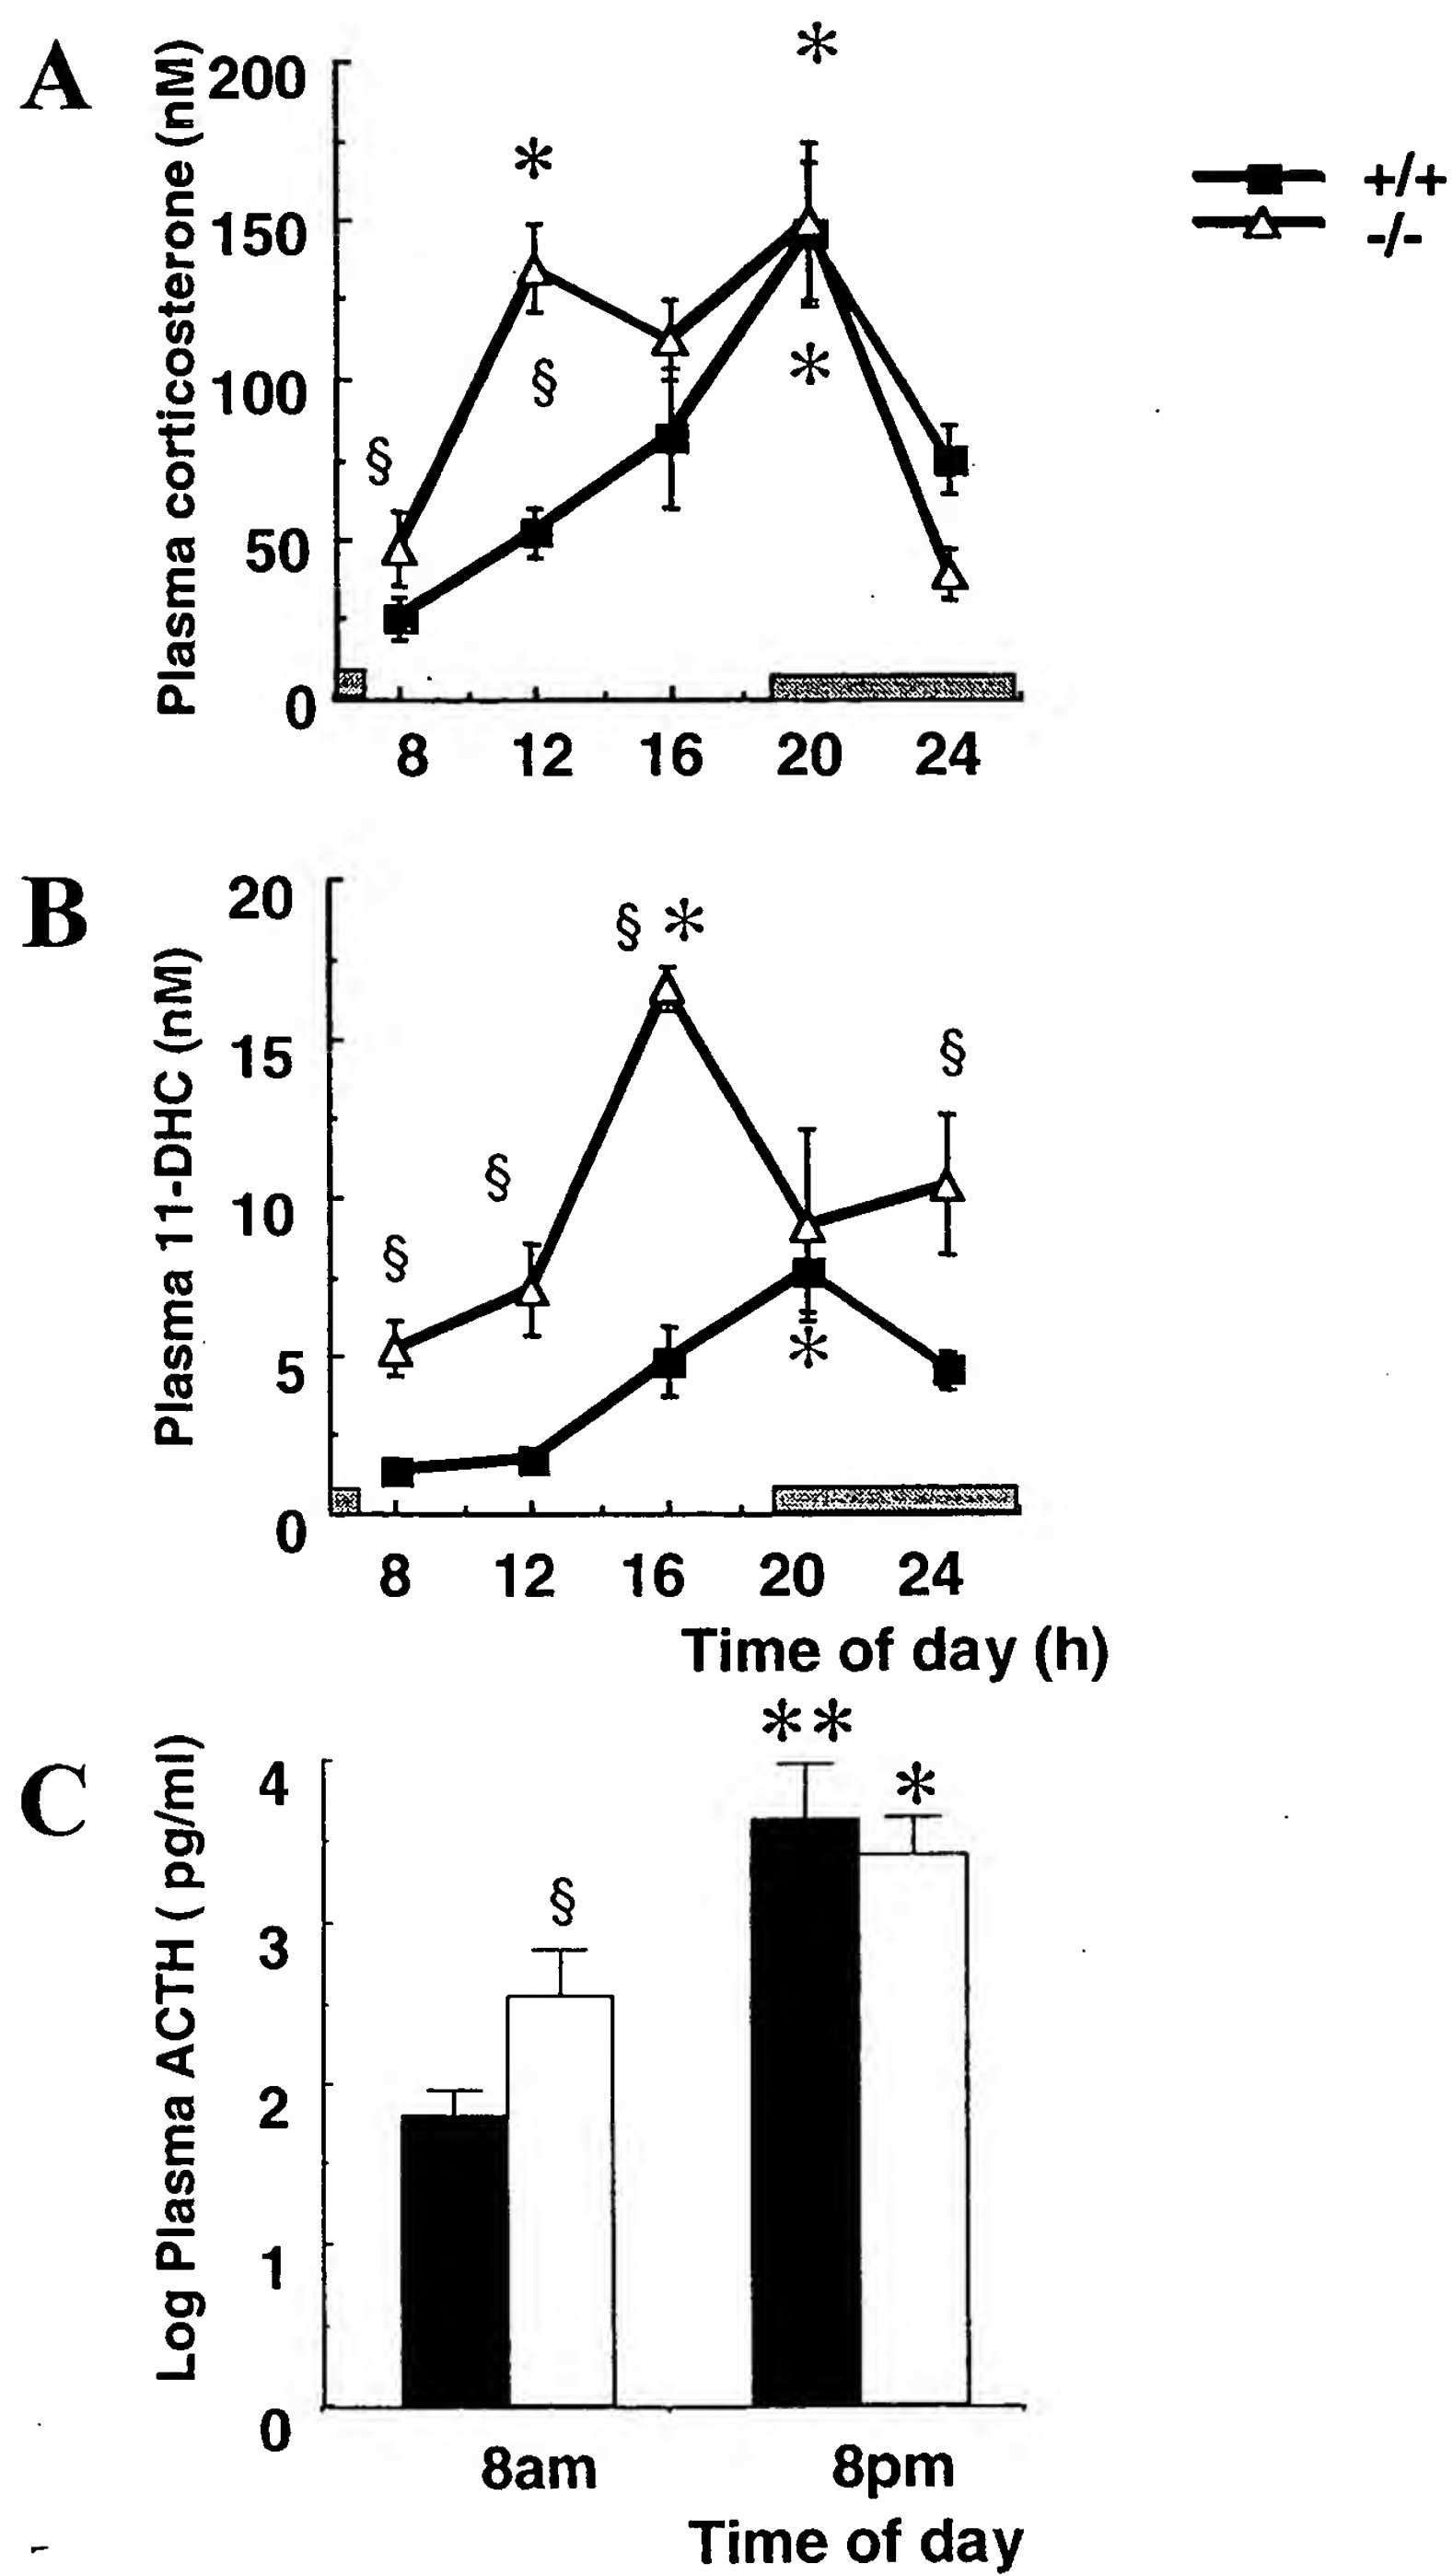 A
Plasma corticosterone (nM)
200
150
100
50
0
*
*
§
§
*
+/+
-/-
8 12 16 20 24
B
Plasma 11-DHC (nM)
20
15
10
5
0
§ *
§
§
§
*
8 12 16 20 24
Time of day (h)
C
Log Plasma ACTH ( pg/ml)
4
3
2
1
0
**
*
§
8am 8pm
Time of day